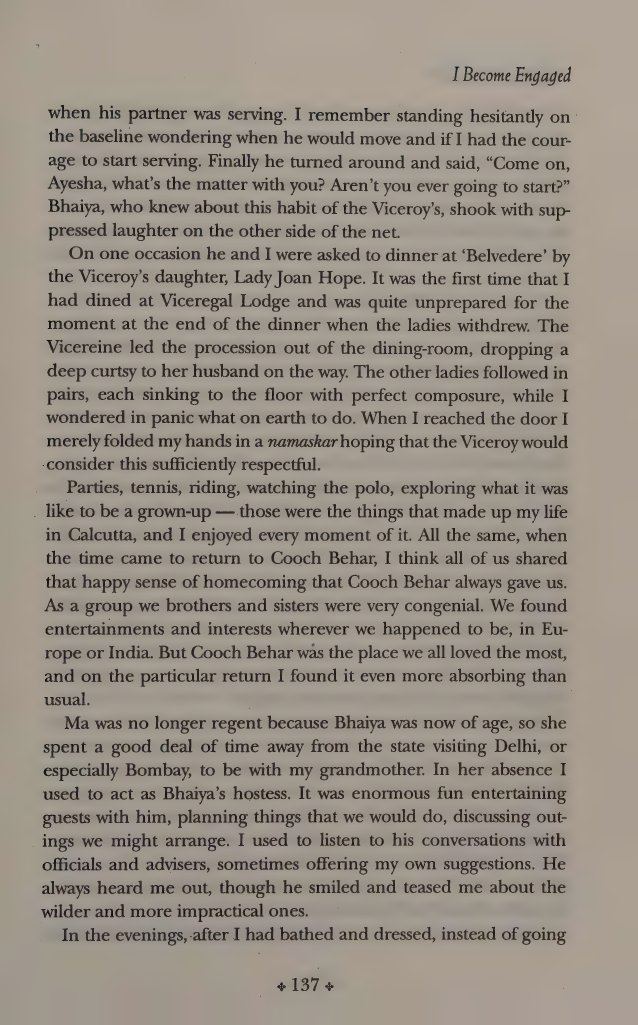 I Become Engaged
when his partner was serving. I remember standing hesitantly on
the baseline wondering when he would move and if I had the cour-
age to start serving. Finally he turned around and said, “Come on,
Ayesha, what’s the matter with you? Aren’t you ever going to start?”
Bhaiya, who knew about this habit of the Viceroy’s, shook with sup-
pressed laughter on the other side of the net.
On one occasion he and I were asked to dinner at ‘Belvedere’ by
the Viceroy’s daughter, Lady Joan Hope. It was the first time that I
had dined at Viceregal Lodge and was quite unprepared for the
moment at the end of the dinner when the ladies withdrew. The
Vicereine led the procession out of the dining-room, dropping a
deep curtsy to her husband on the way. The other ladies followed in
pairs, each sinking to the floor with perfect composure, while I
wondered in panic what on earth to do. When I reached the door I
merely folded my hands in a namaskar hoping that the Viceroy would
consider this sufficiently respectful.
Parties, tennis, riding, watching the polo, exploring what it was
like to be a grown-up — those were the things that made up my life
in Calcutta, and I enjoyed every moment of it. All the same, when
the time came to return to Cooch Behar, I think all of us shared
that happy sense of homecoming that Cooch Behar always gave us.
As a group we brothers and sisters were very congenial. We found
entertainments and interests wherever we happened to be, in Eu-
rope or India. But Cooch Behar was the place we all loved the most,
and on the particular return I found it even more absorbing than
usual.
Ma was no longer regent because Bhaiya was now of age, so she
spent a good deal of time away from the state visiting Delhi, or
especially Bombay, to be with my grandmother. In her absence I
used to act as Bhaiya’s hostess. It was enormous fun entertaining
guests with him, planning things that we would do, discussing out-
ings we might arrange. I used to listen to his conversations with
officials and advisers, sometimes offering my own suggestions. He
always heard me out, though he smiled and teased me about the
wilder and more impractical ones.
In the evenings, after I had bathed and dressed, instead of going
137